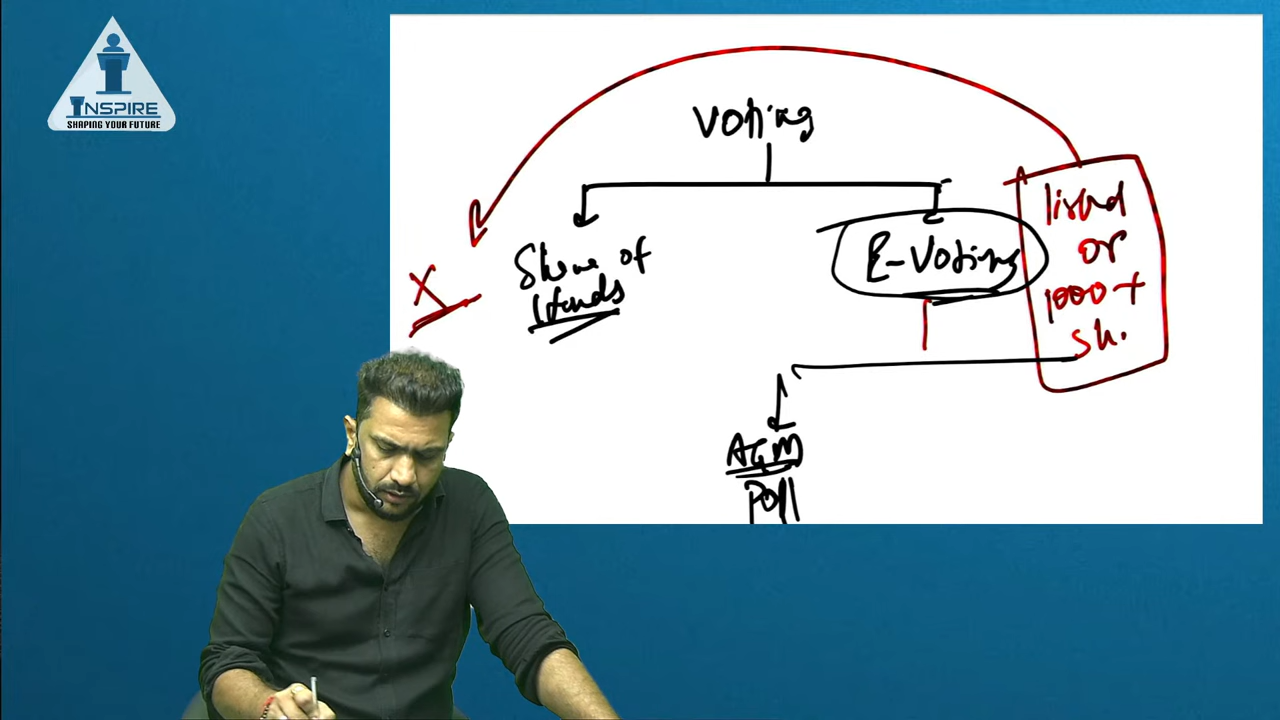 INSPIRE
SHAPING YOUR FUTURE
Voting
Show of
Hands
E-Voting
listed
or
1000+
sh.
X
AGM
Poll